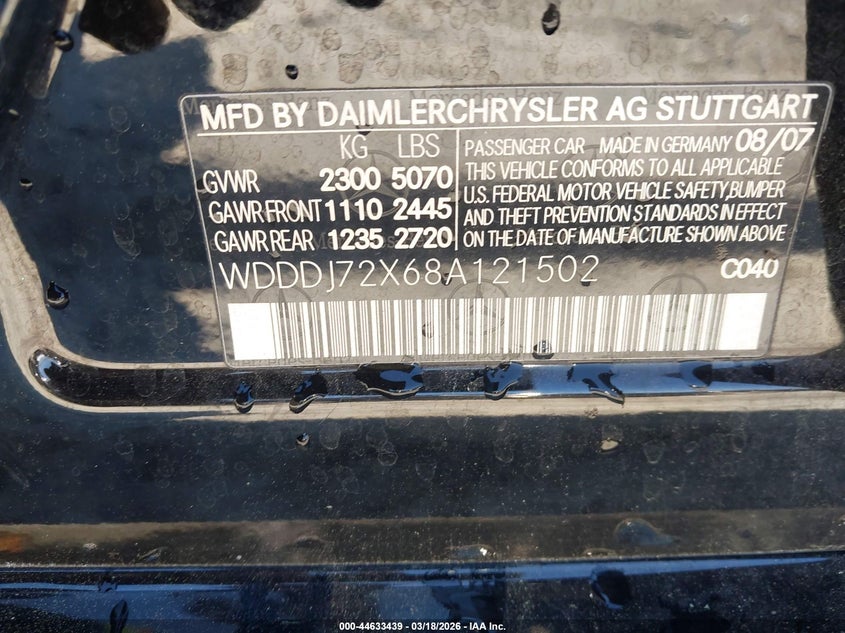 MFD BY DAIMLERCHRYSLER AG STUTTGART
KG LBS
GVWR 2300 5070
GAWR FRONT 1110 2445
GAWR REAR 1235 2720
PASSENGER CAR MADE IN GERMANY 08/07
THIS VEHICLE CONFORMS TO ALL APPLICABLE
U.S. FEDERAL MOTOR VEHICLE SAFETY,BUMPER
AND THEFT PREVENTION STANDARDS IN EFFECT
ON THE DATE OF MANUFACTURE SHOWN ABOVE
WDDDJ72X68A121502 C040
000-44633439 - 03/18/2026 - IAA Inc.